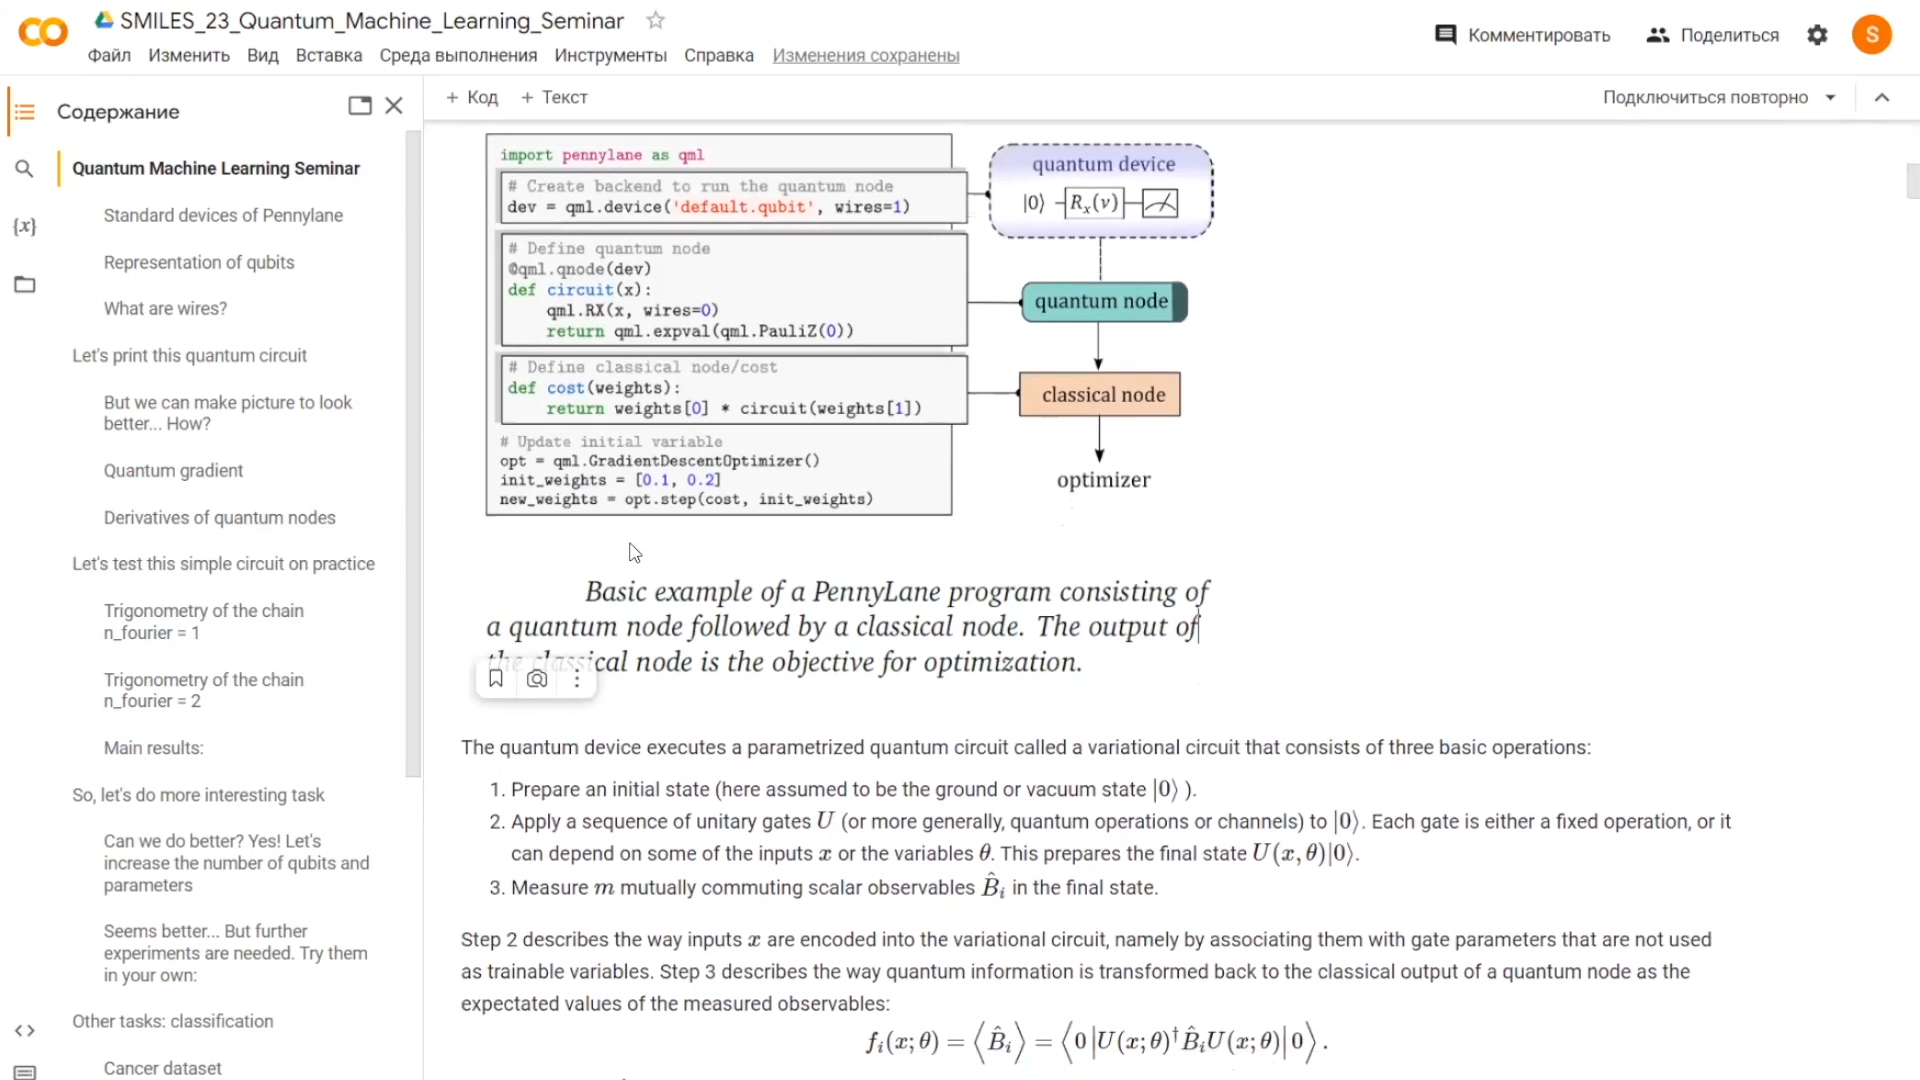 SMILES_23_Quantum_Machine_Learning_Seminar
Файл Изменить Вид Вставка Среда выполнения Инструменты Справка Изменения сохранены
Комментировать Поделиться S
Содержание
Quantum Machine Learning Seminar
Standard devices of Pennylane
Representation of qubits
What are wires?
Let's print this quantum circuit
But we can make picture to look
better... How?
Quantum gradient
Derivatives of quantum nodes
Let's test this simple circuit on practice
Trigonometry of the chain
n_fourier = 1
Trigonometry of the chain
n_fourier = 2
Main results:
So, let's do more interesting task
Can we do better? Yes! Let's
increase the number of qubits and
parameters
Seems better... But further
experiments are needed. Try them
in your own:
Other tasks: classification
Cancer dataset
+ Код + Текст
Подключиться повторно
import pennylane as qml
# Create backend to run the quantum node
dev = qml.device('default.qubit', wires=1)
# Define quantum node
@qml.qnode(dev)
def circuit(x):
qml.RX(x, wires=0)
return qml.expval(qml.PauliZ(0))
# Define classical node/cost
def cost(weights):
return weights[0] * circuit(weights[1])
# Update initial variable
opt = qml.GradientDescentOptimizer()
init_weights = [0.1, 0.2]
new_weights = opt.step(cost, init_weights)
quantum device
|0⟩ Rx(v)
quantum node
classical node
optimizer
Basic example of a PennyLane program consisting of
a quantum node followed by a classical node. The output of
the classical node is the objective for optimization.
The quantum device executes a parametrized quantum circuit called a variational circuit that consists of three basic operations:
1. Prepare an initial state (here assumed to be the ground or vacuum state |0⟩ ).
2. Apply a sequence of unitary gates U (or more generally, quantum operations or channels) to |0⟩. Each gate is either a fixed operation, or it
can depend on some of the inputs x or the variables θ. This prepares the final state U(x, θ)|0⟩.
3. Measure m mutually commuting scalar observables B̂ᵢ in the final state.
Step 2 describes the way inputs x are encoded into the variational circuit, namely by associating them with gate parameters that are not used
as trainable variables. Step 3 describes the way quantum information is transformed back to the classical output of a quantum node as the
expectated values of the measured observables:
fᵢ(x; θ) = ⟨B̂ᵢ⟩ = ⟨0|U(x; θ)†B̂ᵢU(x; θ)|0⟩.